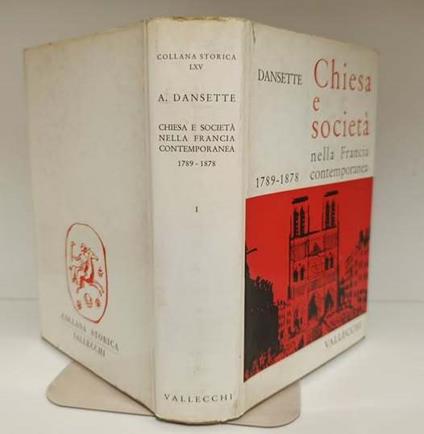 COLLANA STORICA
VALLECCHI
COLLANA STORICA
LXV
A. DANSETTE
CHIESA E SOCIETÀ
NELLA FRANCIA
CONTEMPORANEA
1789-1878
I
VALLECCHI
DANSETTE
Chiesa
e
società
nella Francia
1789-1878 contemporanea
VALLECCHI